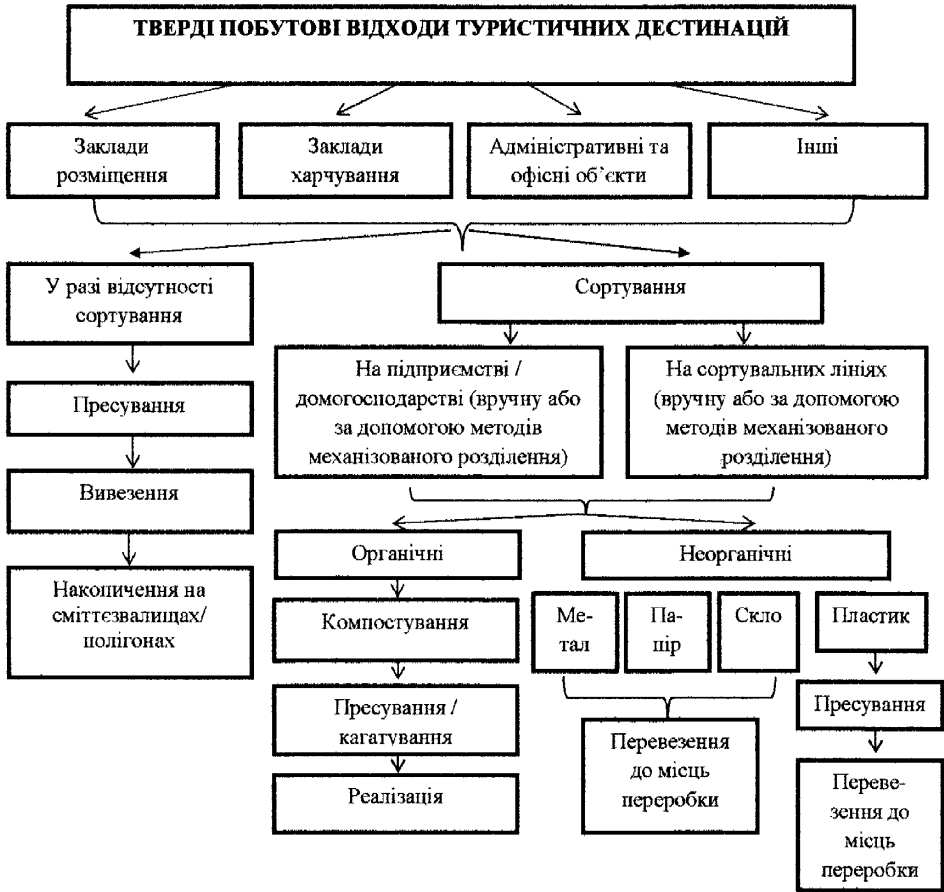 ТВЕРДІ ПОБУТОВІ ВІДХОДИ ТУРИСТИЧНИХ ДЕСТИНАЦІЙ
Заклади
розміщення
Заклади
харчування
Адміністративні та
офісні об’єкти
Інші
У разі відсутності
сортування
Сортування
Пресування
Вивезення
Накопичення на
сміттєзвалищах/
полігонах
На підприємстві /
домогосподарстві (вручну або
за допомогою методів
механізованого розділення)
На сортувальних лініях
(вручну або за допомогою
методів механізованого
розділення)
Органічні
Неорганічні
Компостування
Пресування /
кагатування
Реалізація
Ме-
тал
Па-
пір
Скло
Пластик
Перевезення
до місць
переробки
Пресування
Переве-
зення до
місць
переробки